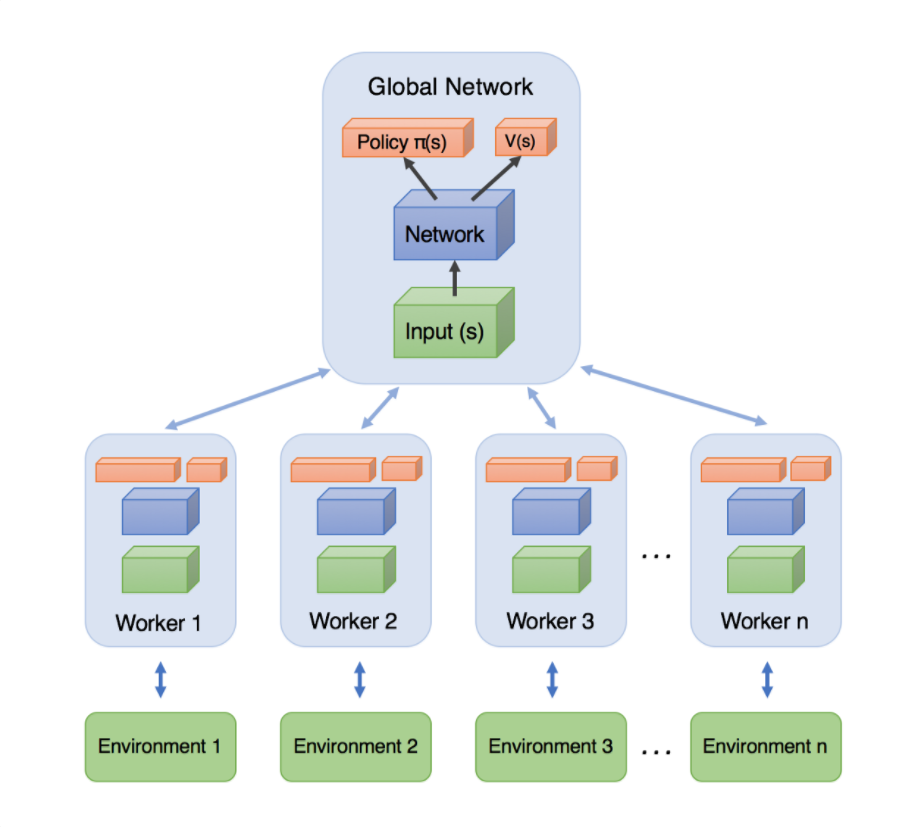 Global Network
Policy π(s)
V(s)
Network
Input (s)
Worker 1
Worker 2
Worker 3
...
Worker n
Environment 1
Environment 2
Environment 3
...
Environment n